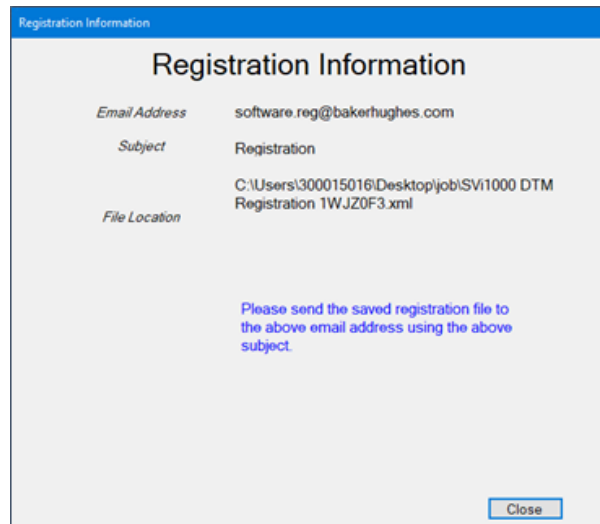 Registration Information
Registration Information
Email Address software.reg@bakerhughes.com
Subject Registration
C:\Users\300015016\Desktop\job\SVi1000 DTM
Registration 1WJZ0F3.xml
File Location
Please send the saved registration file to
the above email address using the above
subject.
Close